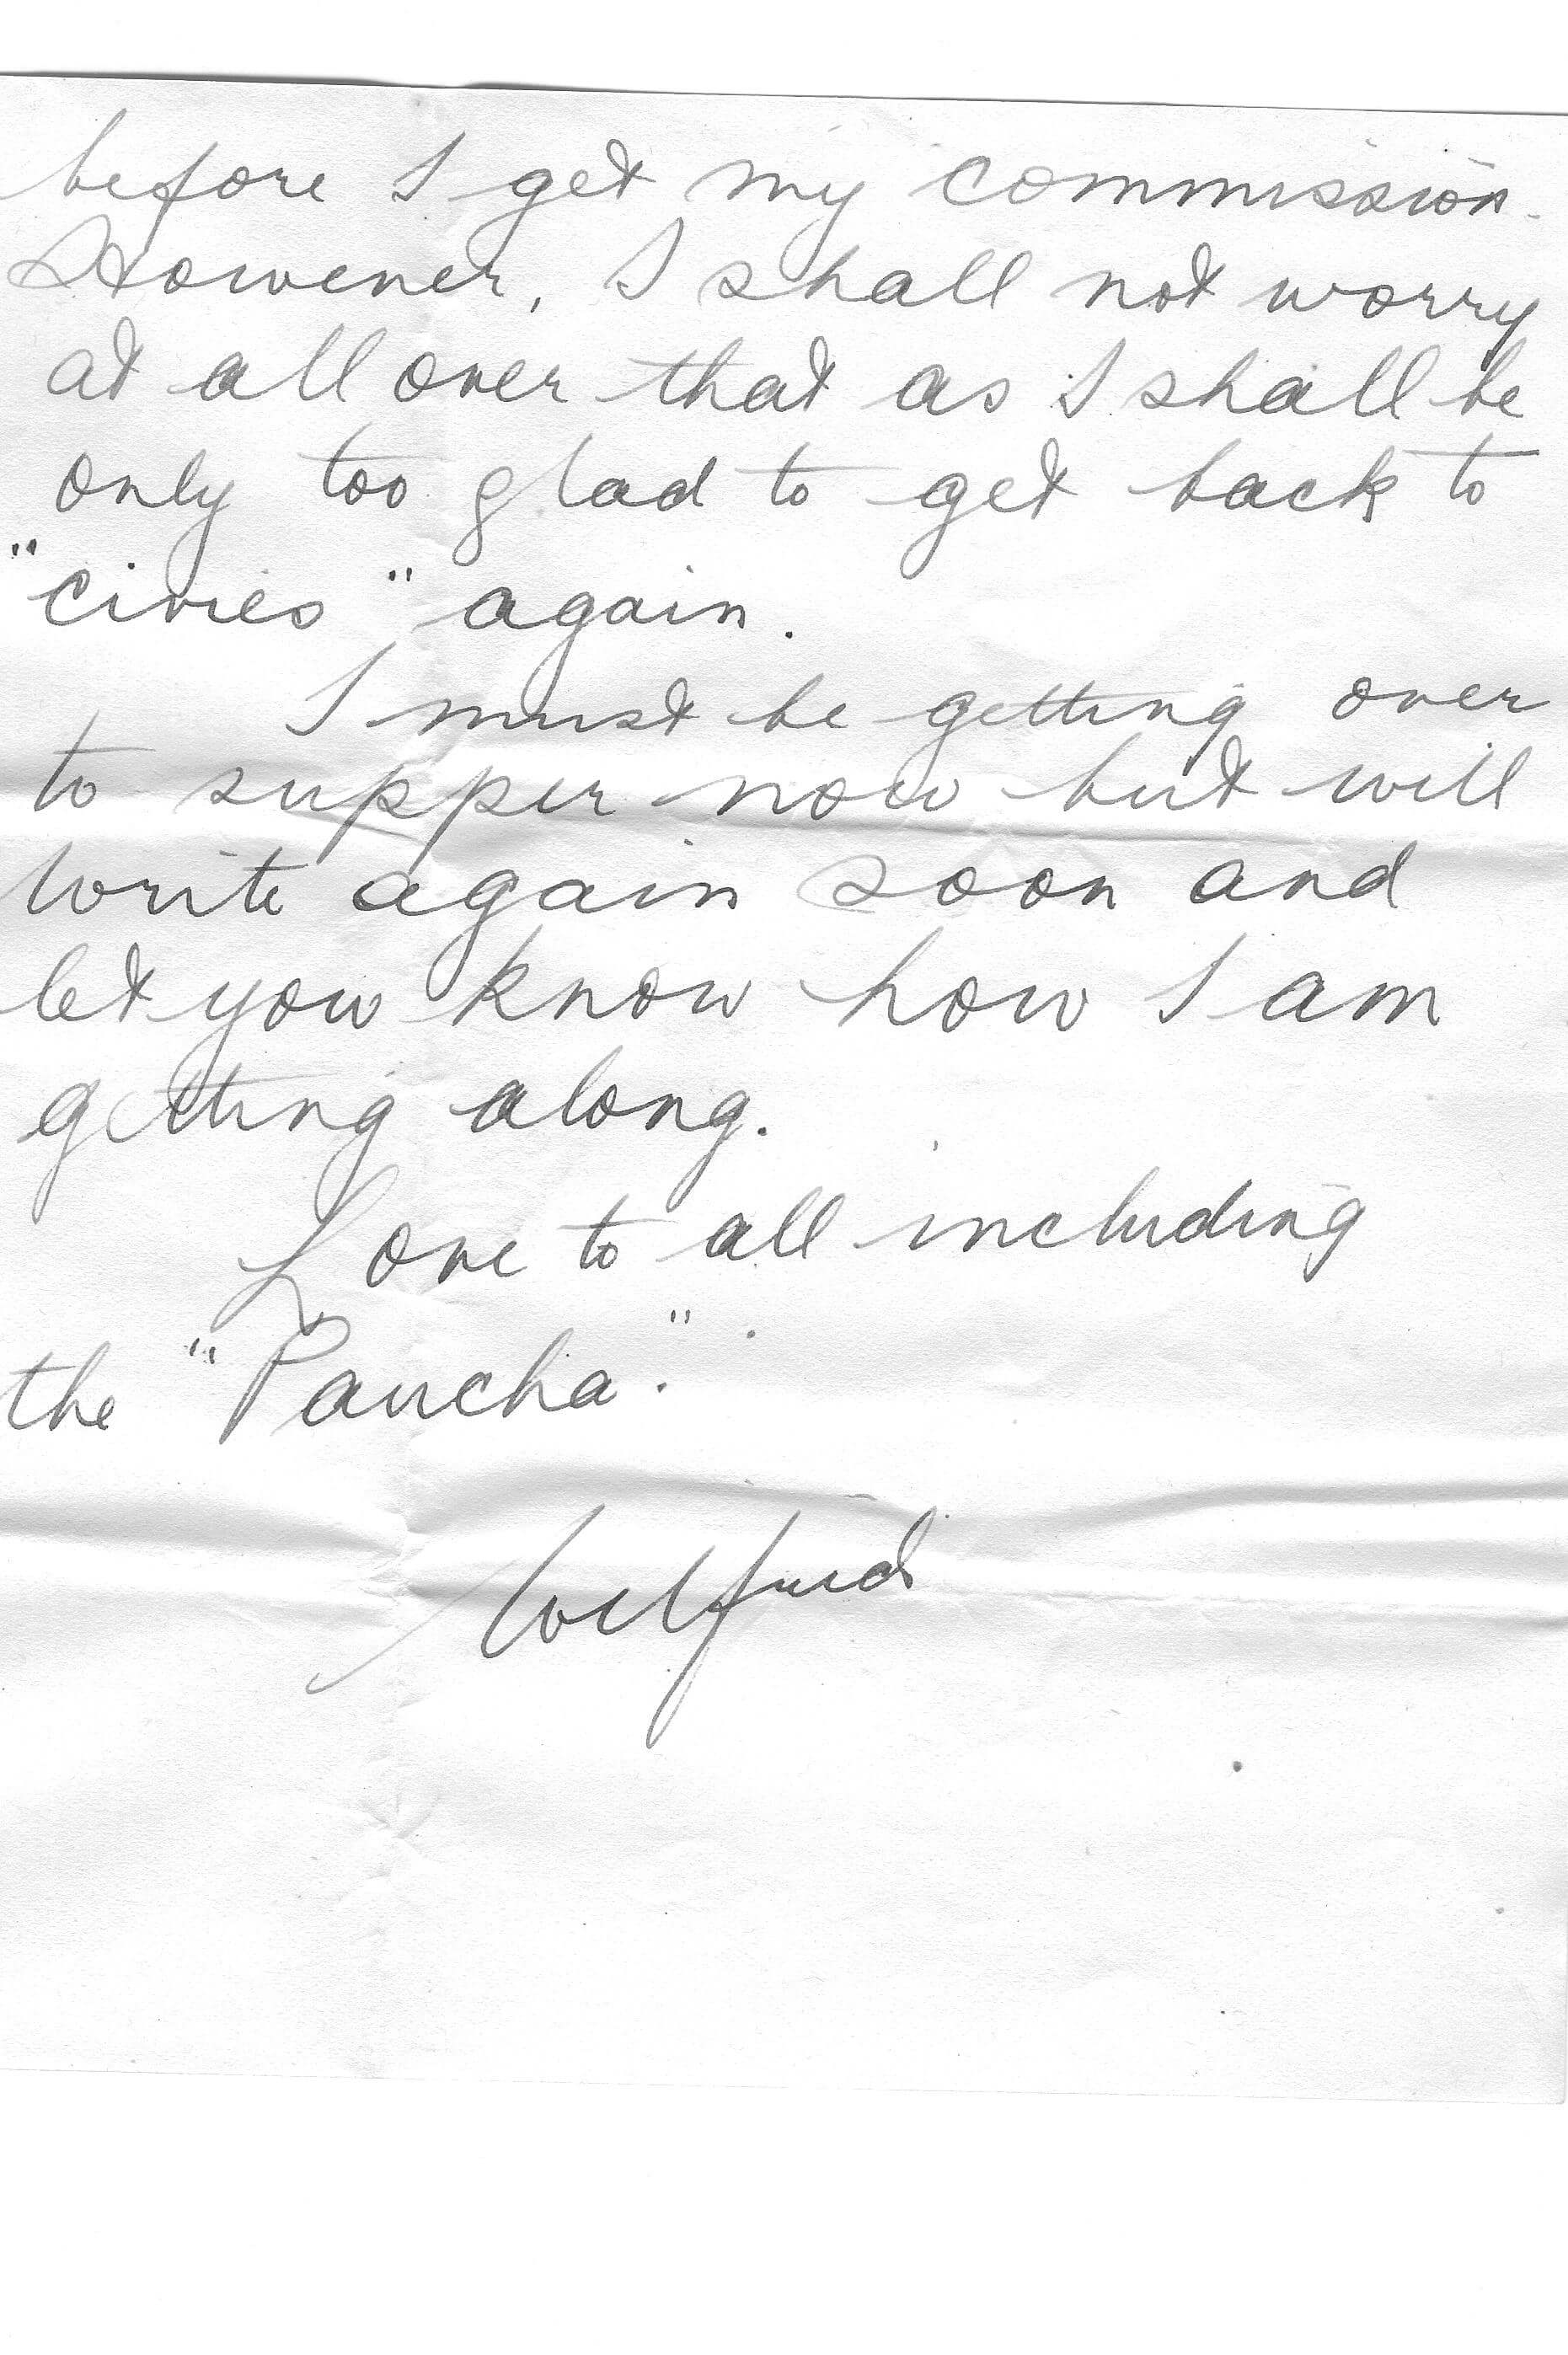 before I get my commission.
However, I shall not worry
at all over that as I shall be
only too glad to get back to
"civies" again.
I must be getting over
to supper now but will
write again soon and
let you know how I am
getting along.
Love to all including
the "Paucha."
Wilfrid